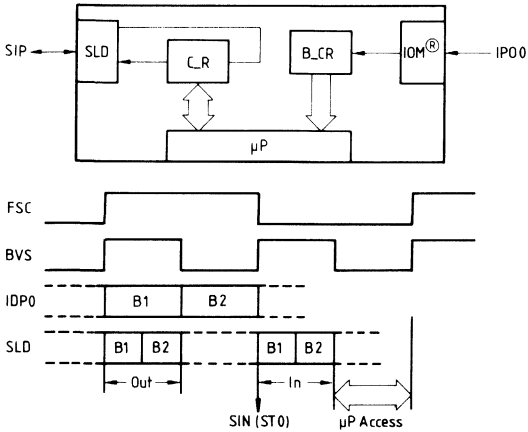 SIP
SLD
C_R
B_CR
IOM®
IPO0
µP
FSC
BVS
IDP0
B1
B2
SLD
B1
B2
B1
B2
Out
In
SIN (ST0)
µP Access